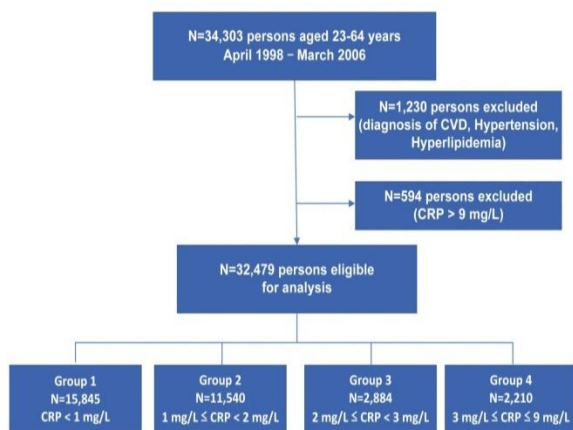 N=34,303 persons aged 23-64 years
April 1998 – March 2006
N=1,230 persons excluded
(diagnosis of CVD, Hypertension,
Hyperlipidemia)
N=594 persons excluded
(CRP > 9 mg/L)
N=32,479 persons eligible
for analysis
Group 1
N=15,845
CRP < 1 mg/L
Group 2
N=11,540
1 mg/L ≤ CRP < 2 mg/L
Group 3
N=2,884
2 mg/L ≤ CRP < 3 mg/L
Group 4
N=2,210
3 mg/L ≤ CRP ≤ 9 mg/L